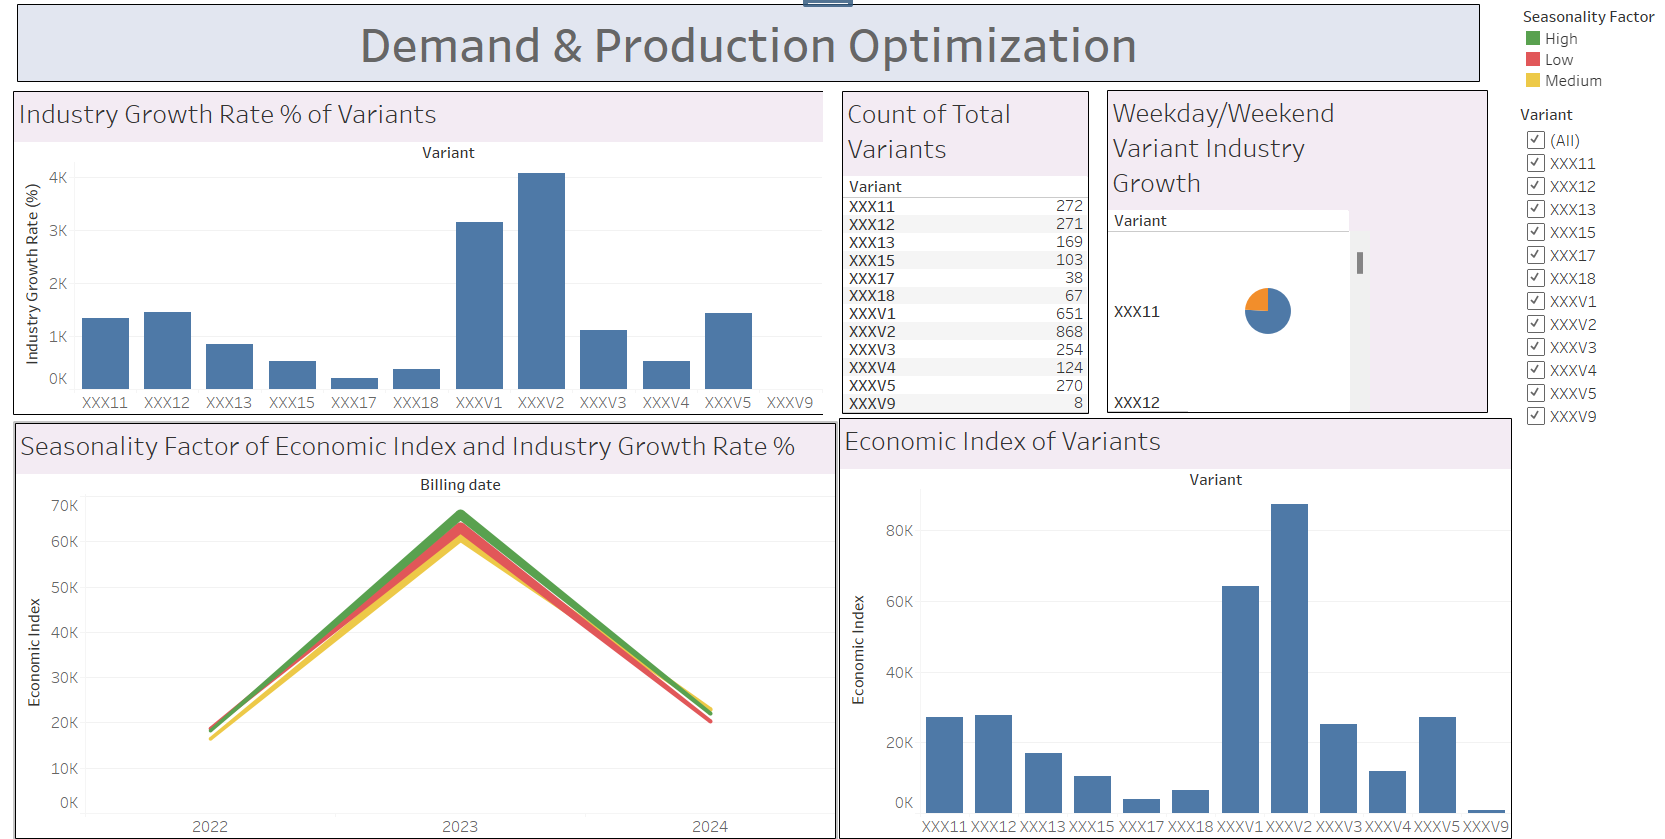 Demand & Production Optimization
Seasonality Factor
High
Low
Medium
Variant
(All)
XXX11
XXX12
XXX13
XXX15
XXX17
XXX18
XXXV1
XXXV2
XXXV3
XXXV4
XXXV5
XXXV9
Industry Growth Rate % of Variants
Variant
Industry Growth Rate (%)
4K
3K
2K
1K
0K
XXX11 XXX12 XXX13 XXX15 XXX17 XXX18 XXXV1 XXXV2 XXXV3 XXXV4 XXXV5 XXXV9
Count of Total
Variants
Variant
XXX11 272
XXX12 271
XXX13 169
XXX15 103
XXX17 38
XXX18 67
XXXV1 651
XXXV2 868
XXXV3 254
XXXV4 124
XXXV5 270
XXXV9 8
Weekday/Weekend
Variant Industry
Growth
Variant
XXX11
XXX12
Seasonality Factor of Economic Index and Industry Growth Rate %
Billing date
Economic Index
70K
60K
50K
40K
30K
20K
10K
0K
2022 2023 2024
Economic Index of Variants
Variant
Economic Index
80K
60K
40K
20K
0K
XXX11 XXX12 XXX13 XXX15 XXX17 XXX18 XXXV1 XXXV2 XXXV3 XXXV4 XXXV5 XXXV9